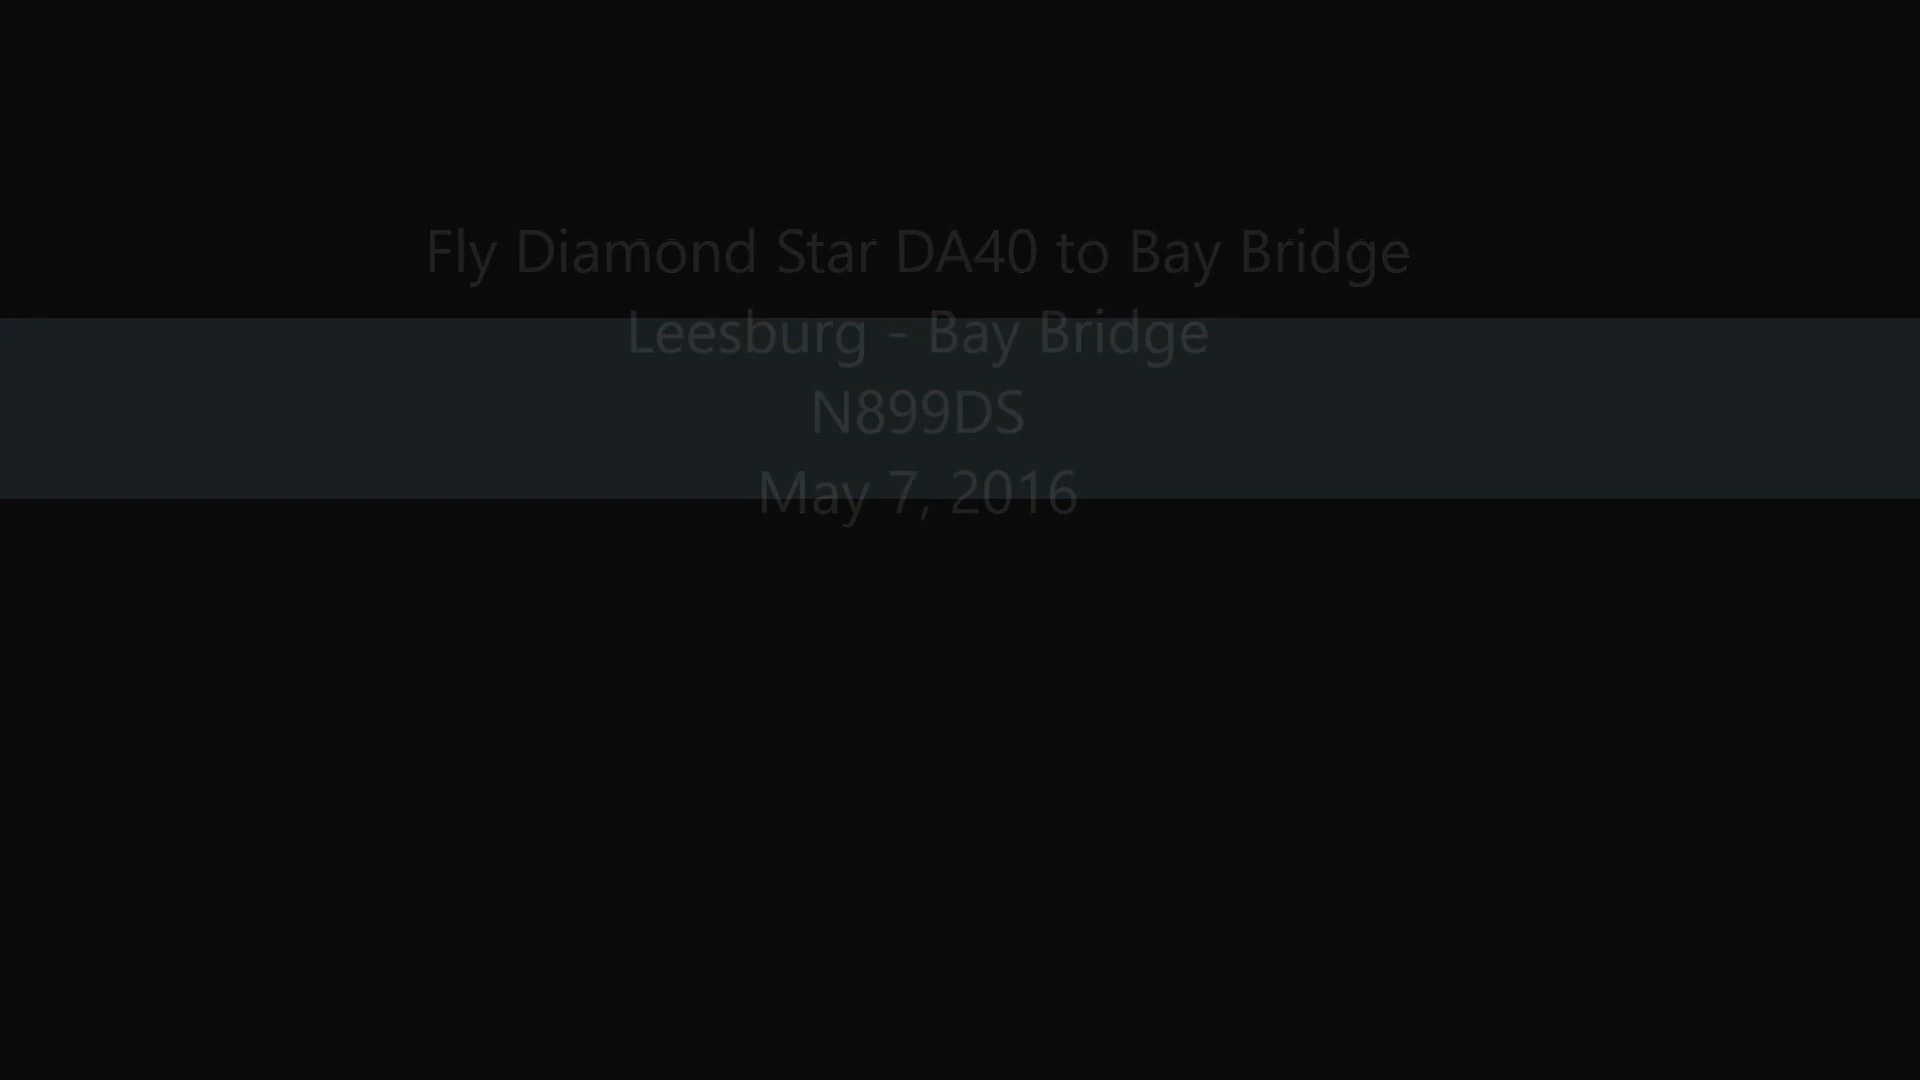 Fly Diamond Star DA40 to Bay Bridge
Leesburg - Bay Bridge
N899DS
May 7, 2016